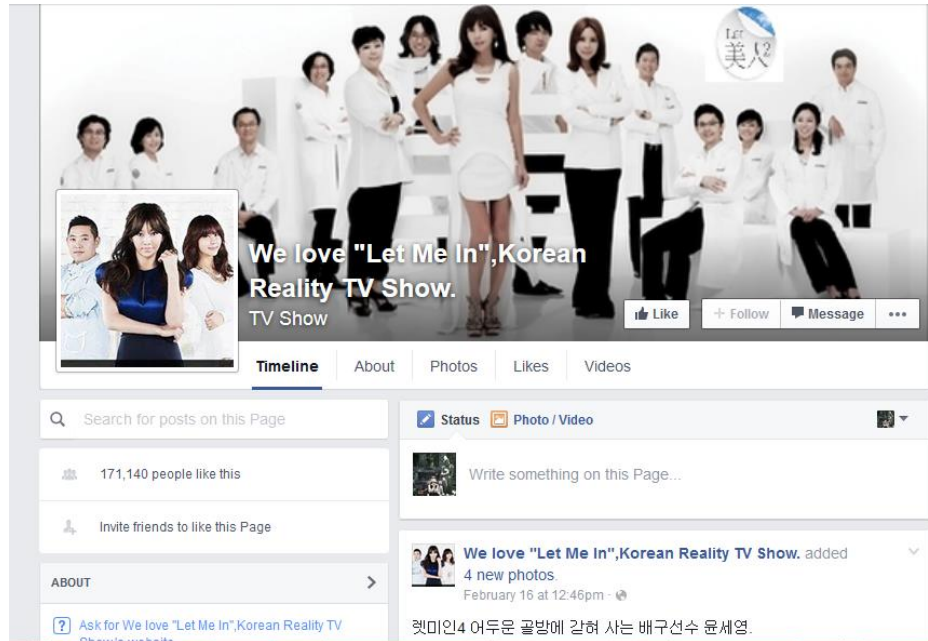 Let
美人2
We love "Let Me In",Korean
Reality TV Show.
TV Show
Like
+ Follow
Message
Timeline
About
Photos
Likes
Videos
Search for posts on this Page
171,140 people like this
Invite friends to like this Page
ABOUT
Ask for We love "Let Me In",Korean Reality TV
Show's website
Status
Photo / Video
Write something on this Page...
We love "Let Me In",Korean Reality TV Show. added
4 new photos.
February 16 at 12:46pm ·
렛미인4 어두운 골방에 갇혀 사는 배구선수 윤세영.